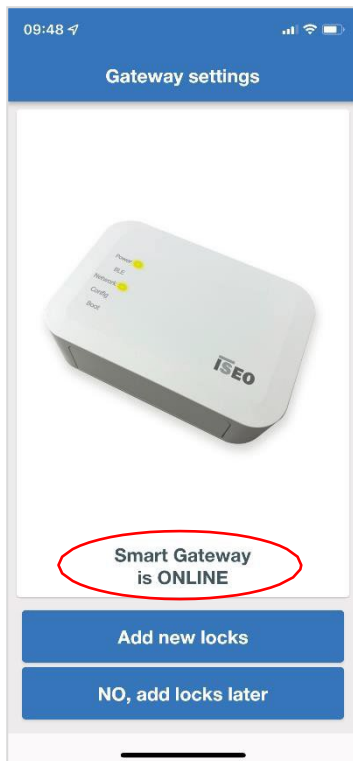 09:48
Gateway settings
Power
BLE
Network
Config
Boot
ISEO
Smart Gateway
is ONLINE
Add new locks
NO, add locks later